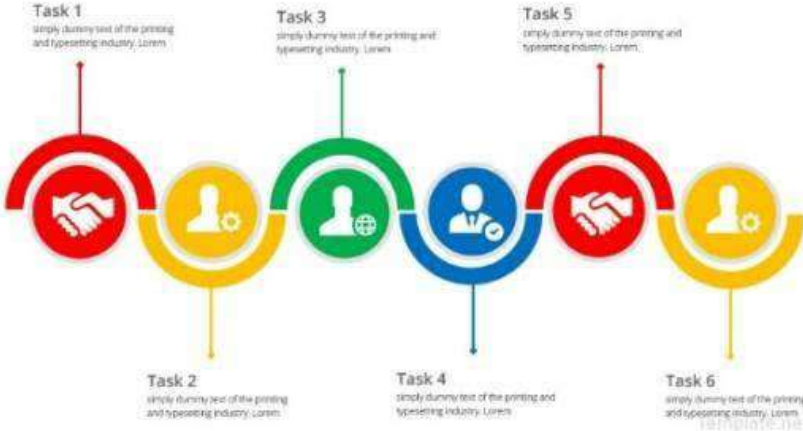 Task 1
simply dummy text of the printing
and typesetting industry. Lorem
Task 3
simply dummy text of the printing and
typesetting industry. Lorem
Task 5
simply dummy text of the printing and
typesetting industry. Lorem
Task 2
simply dummy text of the printing
and typesetting industry. Lorem
Task 4
simply dummy text of the printing and
typesetting industry. Lorem
Task 6
simply dummy text of the printing
and typesetting industry. Lorem
Template.net